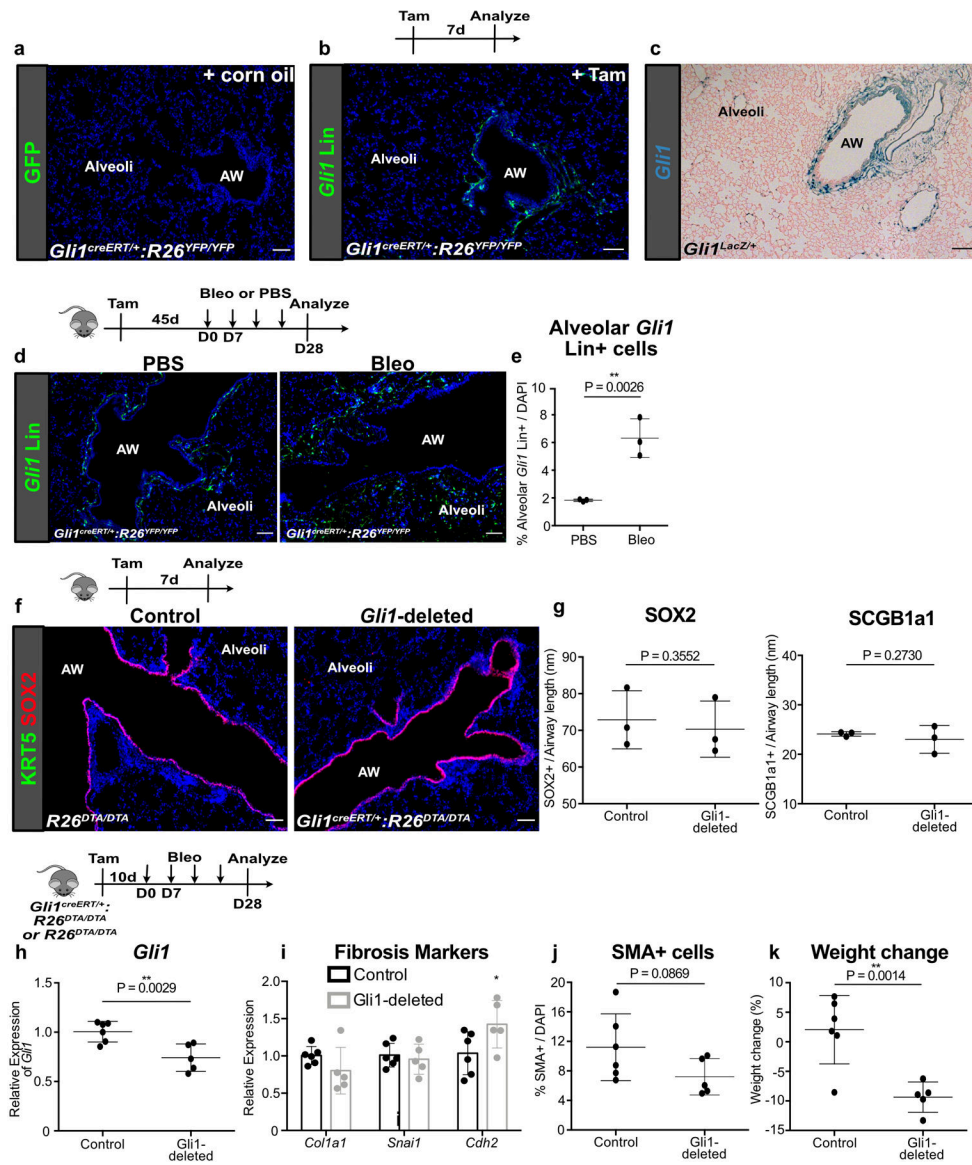 Tam Analyze
7d
a b c
+ corn oil + Tam
GFP
Alveoli
AW
Gli1creERT/+:R26YFP/YFP
Gli1 Lin
AW
Alveoli
Gli1creERT/+:R26YFP/YFP
Gli1
Alveoli
AW
Gli1LacZ/+
Bleo or PBS
Tam Analyze
45d
D0 D7
D28
d
PBS Bleo
Gli1 Lin
AW
Alveoli
Gli1creERT/+:R26YFP/YFP
AW
Alveoli
Gli1creERT/+:R26YFP/YFP
e
Alveolar Gli1
Lin+ cells
**
P = 0.0026
% Alveolar Gli1 Lin+ / DAPI
10
8
6
4
2
0
PBS Bleo
Tam Analyze
7d
f
Control Gli1-deleted
KRT5 SOX2
AW
Alveoli
R26DTA/DTA
Alveoli
AW
Gli1creERT/+:R26DTA/DTA
g
SOX2
P = 0.3552
SOX2+ / Airway length (nm)
90
80
70
60
50
Control Gli1-
deleted
SCGB1a1
P = 0.2730
SCGB1a1+ / Airway length (nm)
40
30
20
10
Control Gli1-
deleted
Tam Bleo Analyze
10d
D0 D7
D28
Gli1creERT/+:
R26DTA/DTA
or R26DTA/DTA
h
Gli1
**
P = 0.0029
Relative Expression
of Gli1
1.5
1.0
0.5
0.0
Control Gli1-
deleted
i
Fibrosis Markers
Control
Gli1-deleted
*
Relative Expression
2.0
1.5
1.0
0.5
0.0
Col1a1 Snai1 Cdh2
j
SMA+ cells
P = 0.0869
% SMA+ / DAPI
20
15
10
5
0
Control Gli1-
deleted
k
Weight change
**
P = 0.0014
Weight change (%)
10
5
0
-5
-10
-15
Control Gli1-
deleted